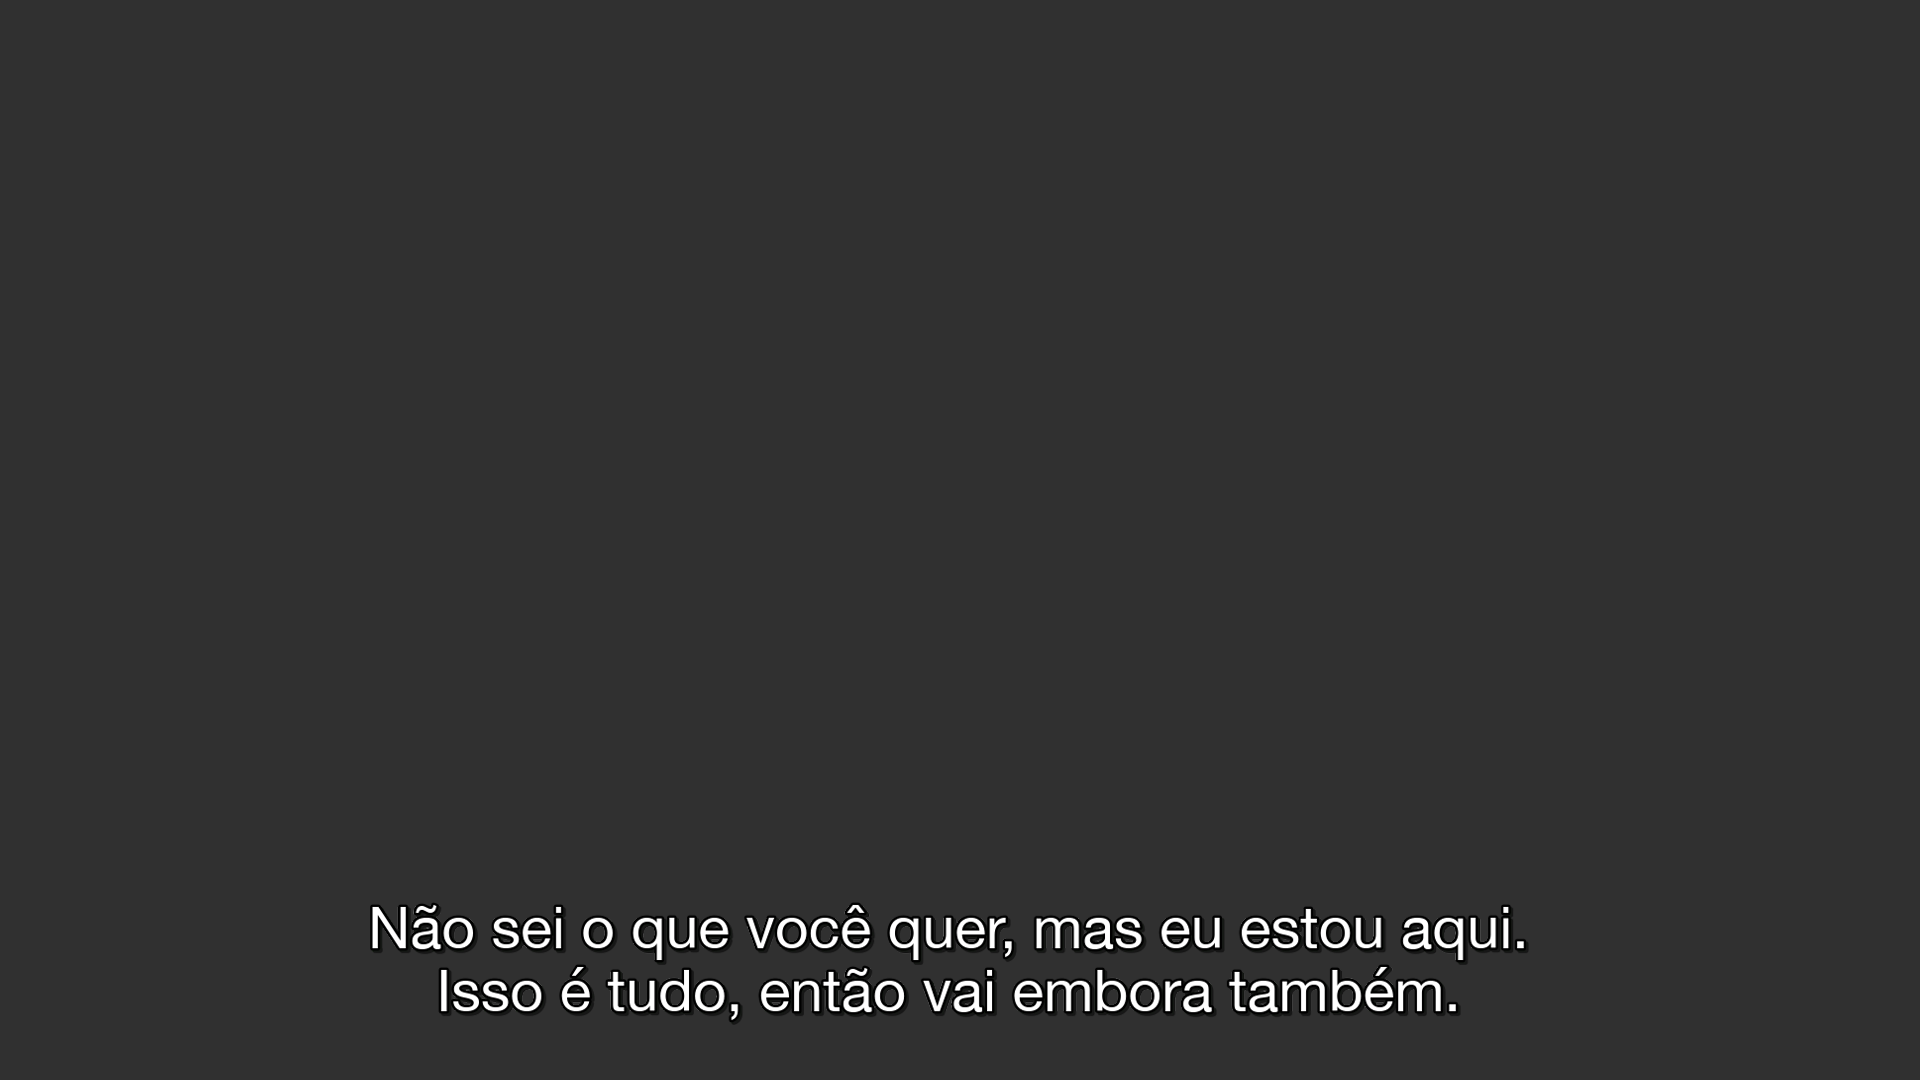 Não sei o que você quer, mas eu estou aqui.
Isso é tudo, então vai embora também.